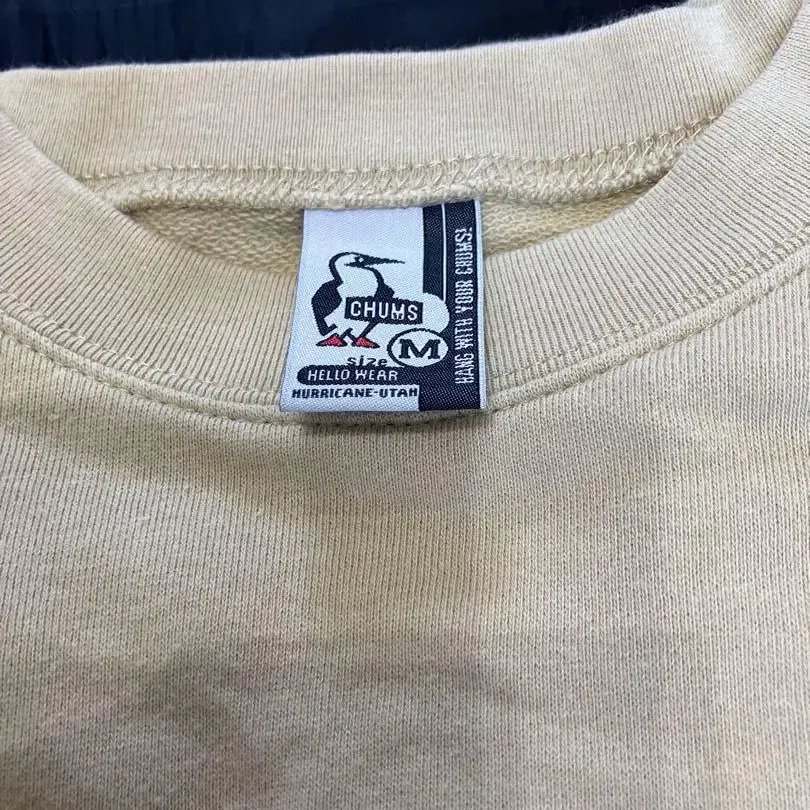 CHUMS
size M
HELLO WEAR
HURRICANE-UTAH
HANG WITH YOUR CHUMS!